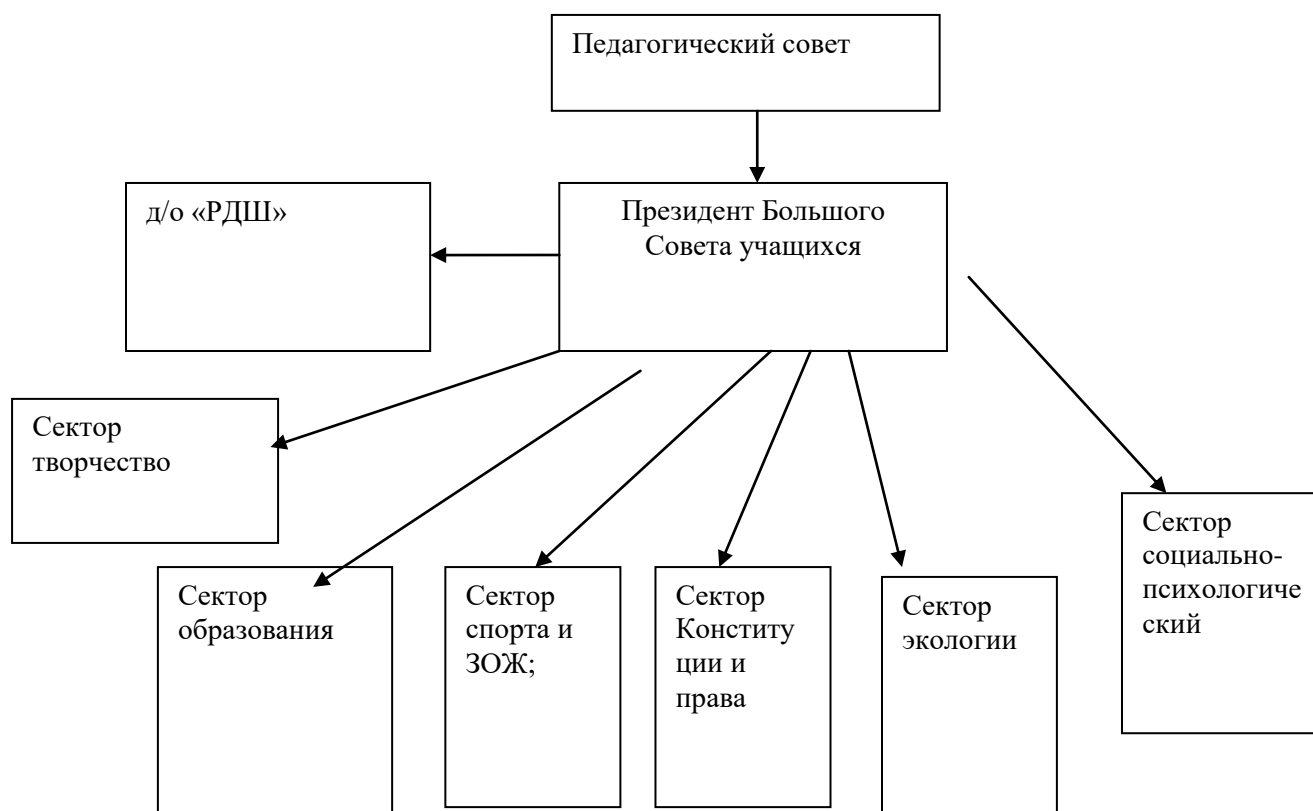 Педагогический совет
д/о «РДШ»
Президент Большого
Совета учащихся
Сектор
творчество
Сектор
образования
Сектор
спорта и
ЗОЖ;
Сектор
Конститу
ции и
права
Сектор
экологии
Сектор
социально-
психологиче
ский